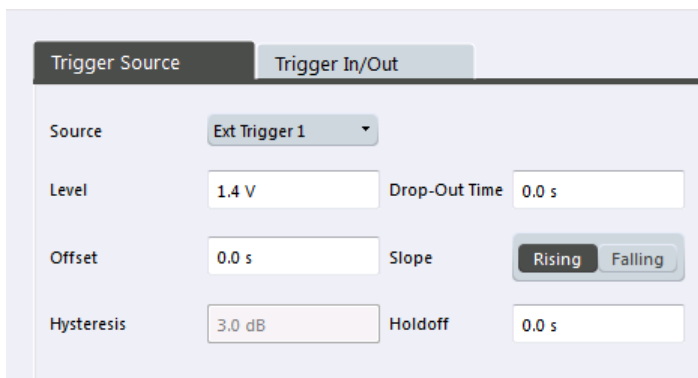 Trigger Source Trigger In/Out
Source Ext Trigger 1
Level 1.4 V Drop-Out Time 0.0 s
Offset 0.0 s Slope Rising Falling
Hysteresis 3.0 dB Holdoff 0.0 s